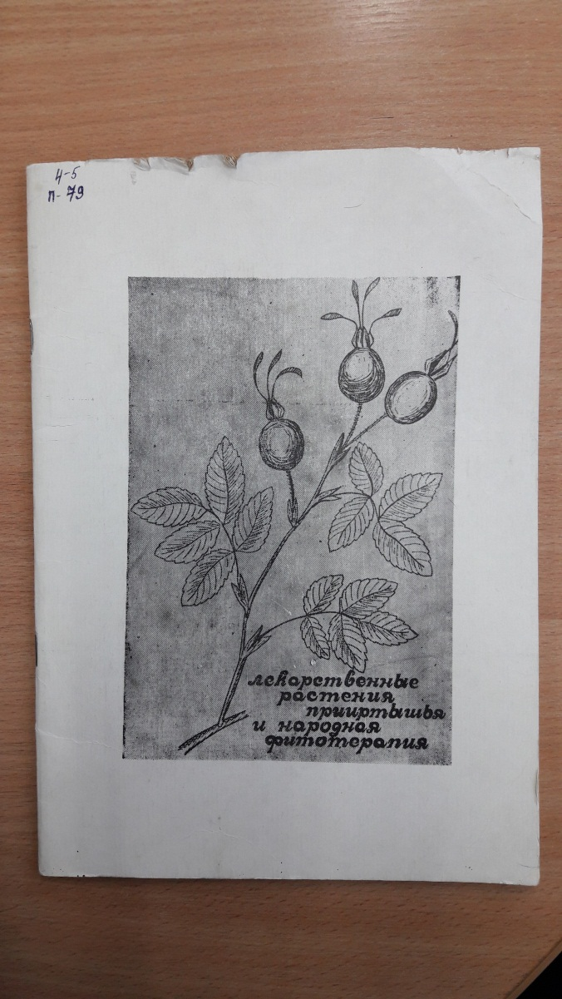 4-5
п-79
лекарственные
растения
прииртышья
и народная
фитотерапия